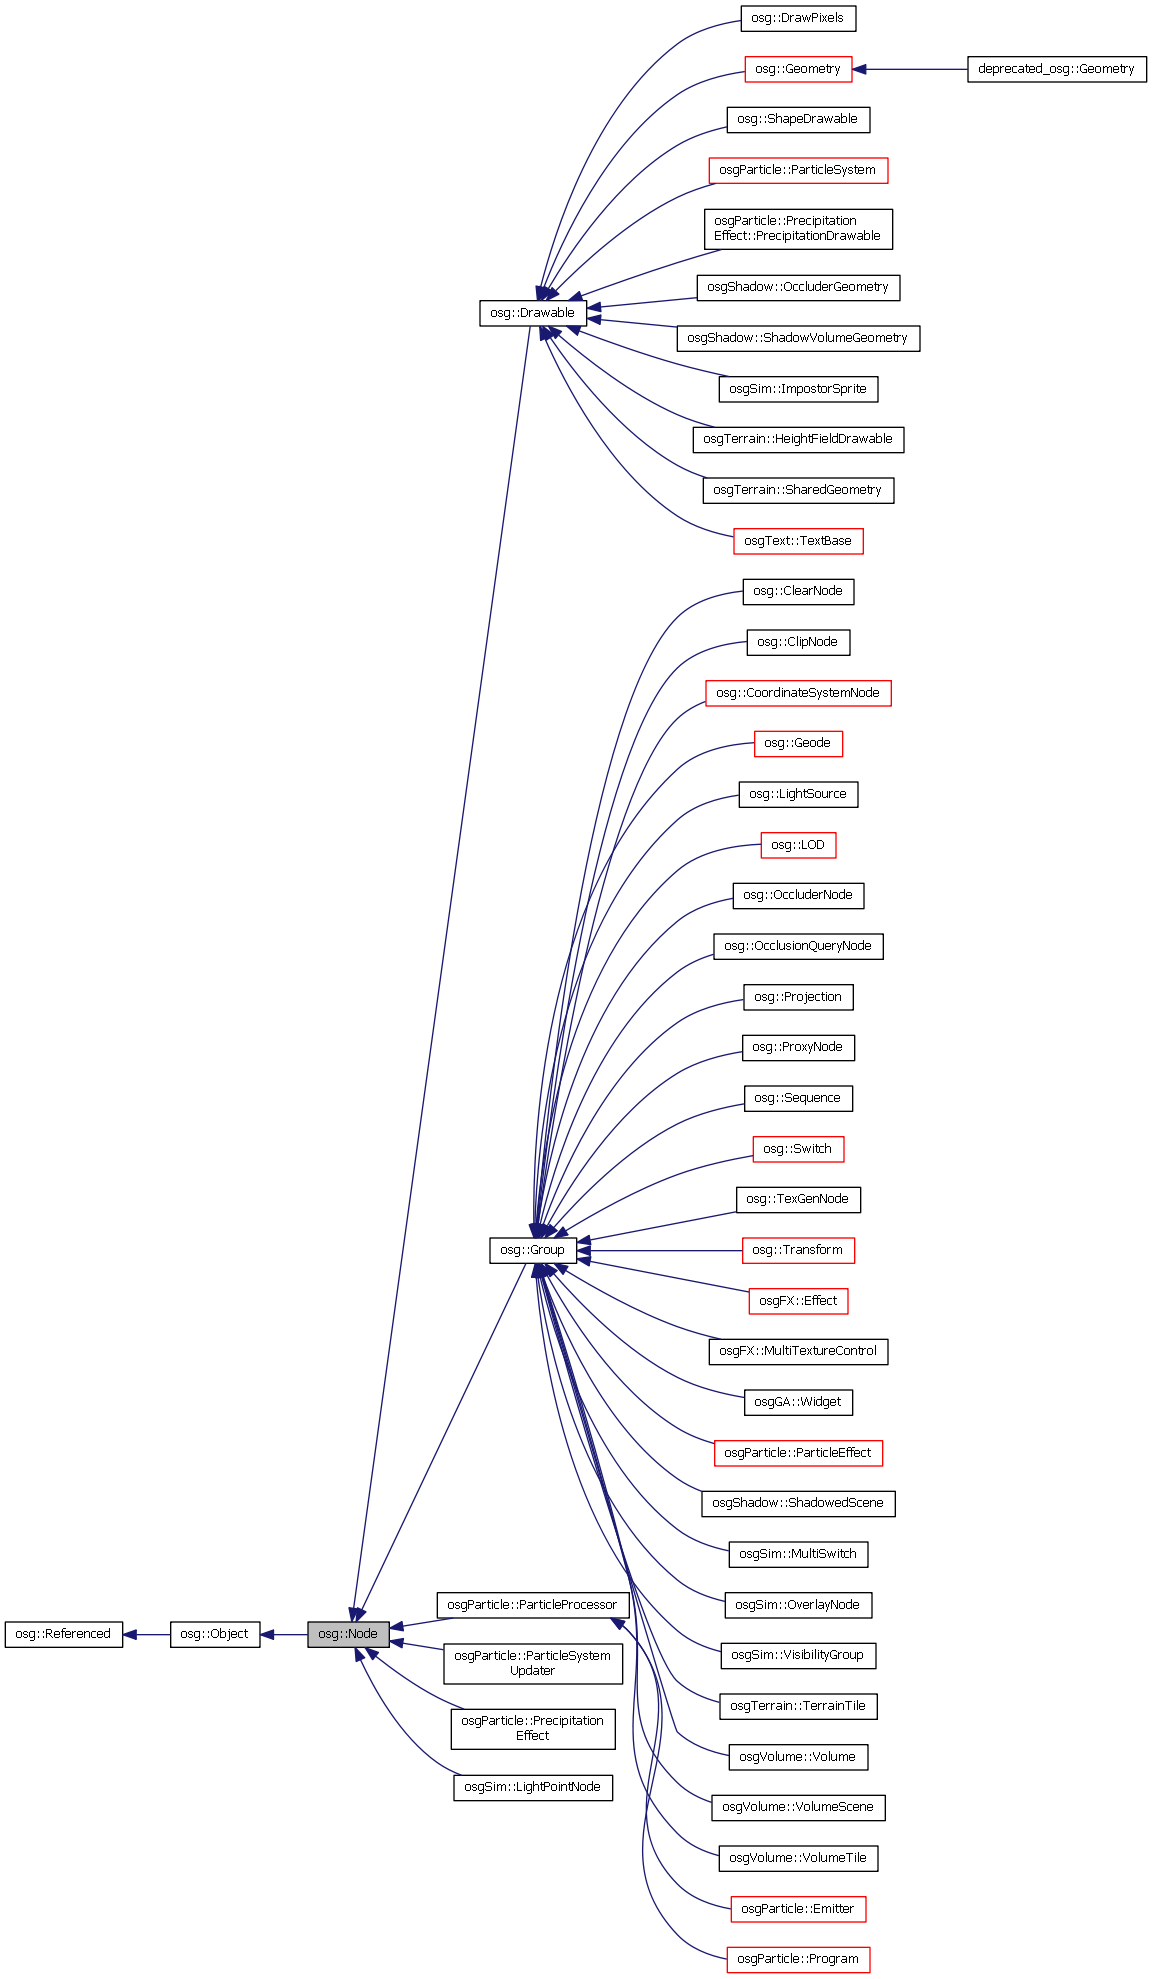 osg::DrawPixels
osg::Geometry
deprecated_osg::Geometry
osg::ShapeDrawable
osgParticle::ParticleSystem
osgParticle::Precipitation
Effect::PrecipitationDrawable
osgShadow::OccluderGeometry
osg::Drawable
osgShadow::ShadowVolumeGeometry
osgSim::ImpostorSprite
osgTerrain::HeightFieldDrawable
osgTerrain::SharedGeometry
osgText::TextBase
osg::ClearNode
osg::ClipNode
osg::CoordinateSystemNode
osg::Geode
osg::LightSource
osg::LOD
osg::OccluderNode
osg::OcclusionQueryNode
osg::Projection
osg::ProxyNode
osg::Sequence
osg::Switch
osg::TexGenNode
osg::Group
osg::Transform
osgFX::Effect
osgFX::MultiTextureControl
osgGA::Widget
osgParticle::ParticleEffect
osgShadow::ShadowedScene
osgSim::MultiSwitch
osgSim::OverlayNode
osg::Referenced
osg::Object
osg::Node
osgParticle::ParticleProcessor
osgParticle::ParticleSystem
Updater
osgParticle::Precipitation
Effect
osgSim::LightPointNode
osgSim::VisibilityGroup
osgTerrain::TerrainTile
osgVolume::Volume
osgVolume::VolumeScene
osgVolume::VolumeTile
osgParticle::Emitter
osgParticle::Program